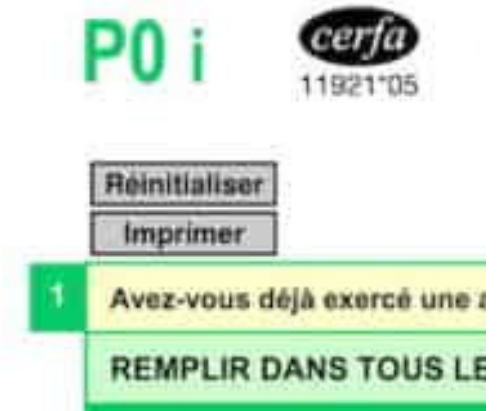 P0 i
cerfa
11921*05
Réinitialiser
Imprimer
1
Avez-vous déjà exercé une a
REMPLIR DANS TOUS LE